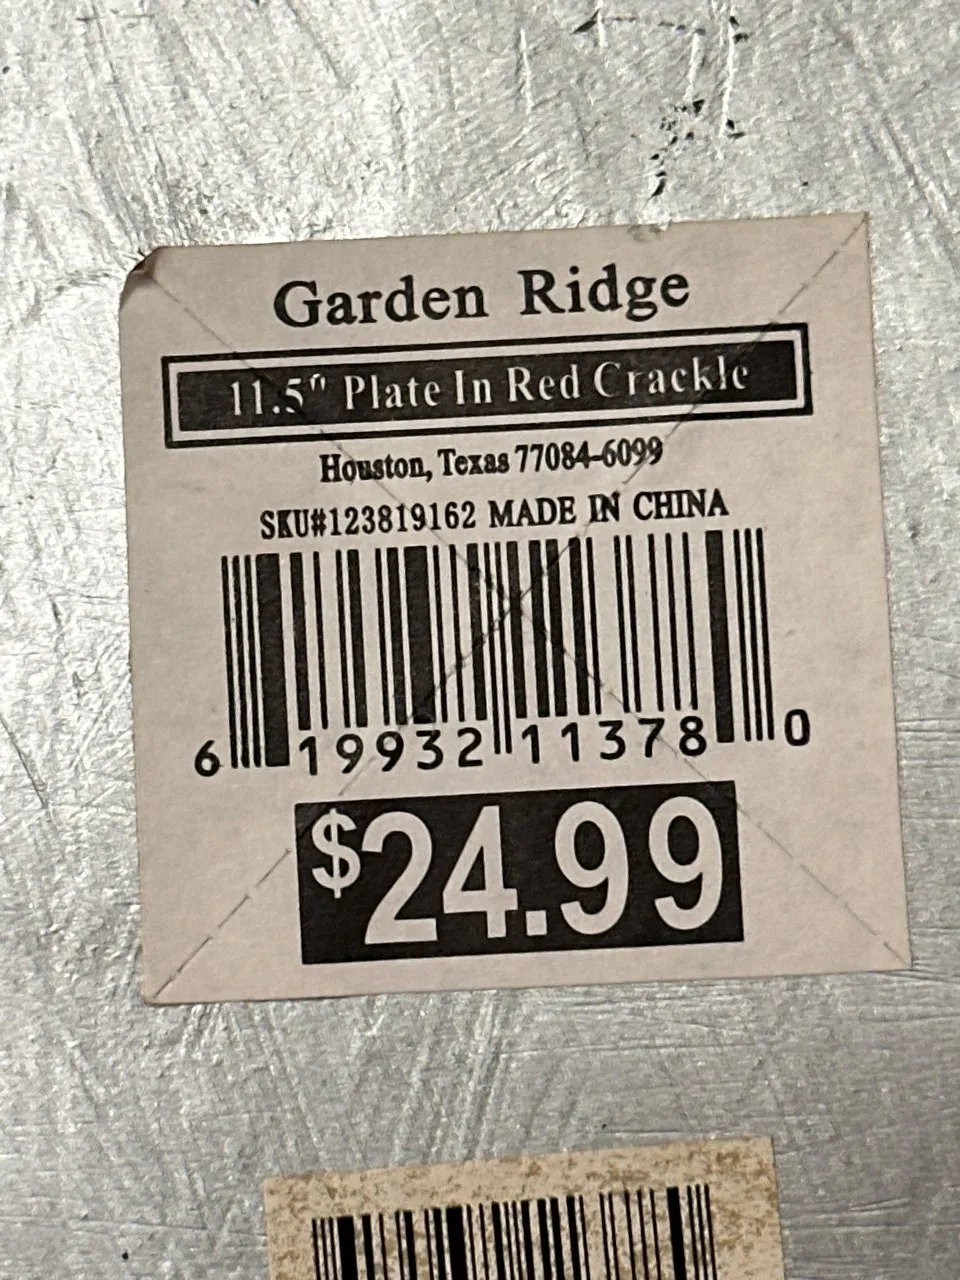 Garden Ridge
11.5" Plate In Red Crackle
Houston, Texas 77084-6099
SKU#123819162 MADE IN CHINA
6 19932 11378 0
$24.99